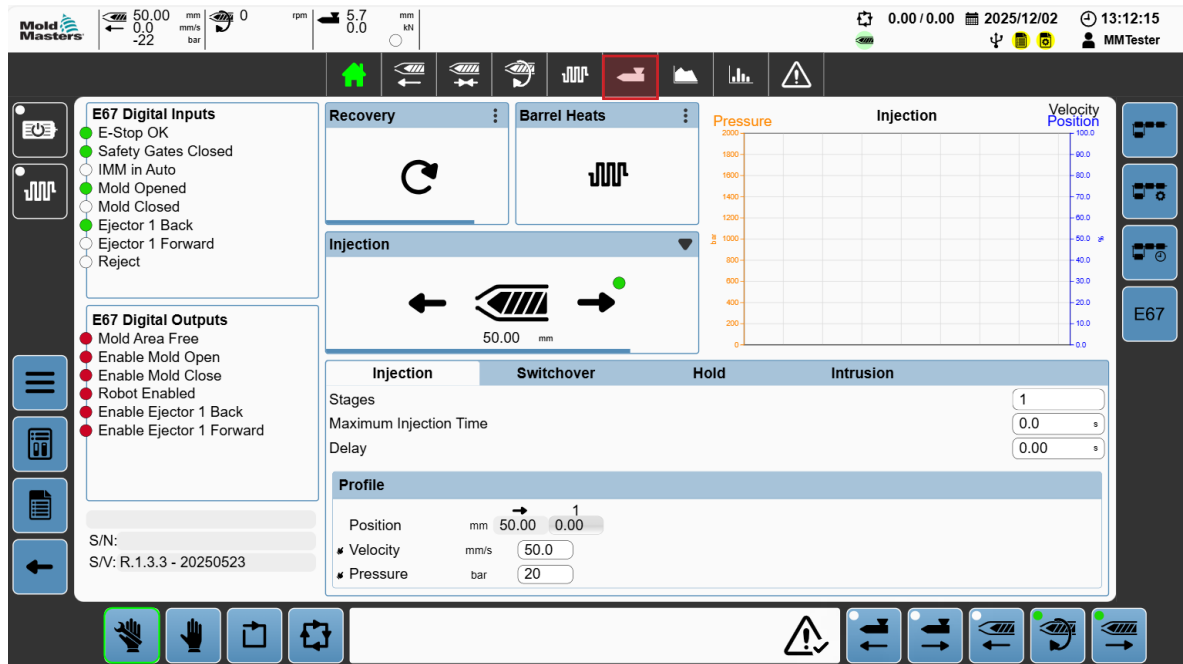 Mold
Masters
50.00 mm
0.0 mm/s
-22 bar
0 rpm
5.7 mm
0.0 kN
0.00 / 0.00
2025/12/02
13:12:15
MMTester
E67 Digital Inputs
E-Stop OK
Safety Gates Closed
IMM in Auto
Mold Opened
Mold Closed
Ejector 1 Back
Ejector 1 Forward
Reject
E67 Digital Outputs
Mold Area Free
Enable Mold Open
Enable Mold Close
Robot Enabled
Enable Ejector 1 Back
Enable Ejector 1 Forward
S/N:
S/V: R.1.3.3 - 20250523
Recovery
Barrel Heats
Injection
50.00 mm
Pressure
Injection
Velocity
Position
2000
1800
1600
1400
1200
1000
800
600
400
200
0
bar
100.0
90.0
80.0
70.0
60.0
50.0
40.0
30.0
20.0
10.0
0.0
%
E67
Injection Switchover Hold Intrusion
Stages 1
Maximum Injection Time 0.0 s
Delay 0.00 s
Profile
1
Position mm 50.00 0.00
Velocity mm/s 50.0
Pressure bar 20